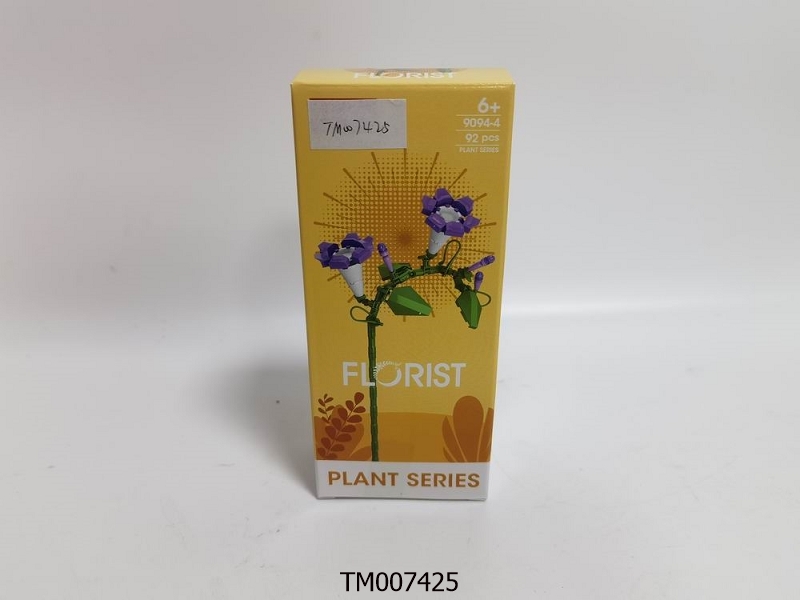 FLORIST
TM007425
6+
9094-4
92 pcs
PLANT SERIES
FLORIST
PLANT SERIES
TM007425